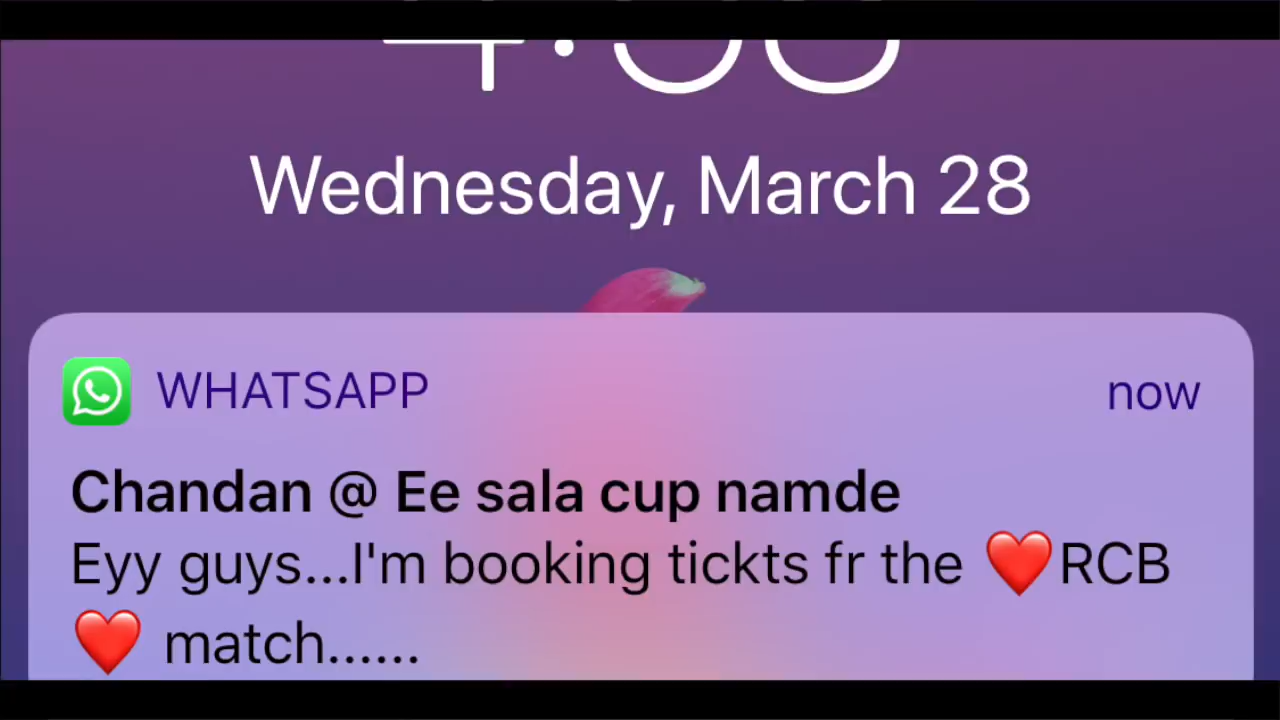 Wednesday, March 28
WHATSAPP now
Chandan @ Ee sala cup namde
Eyy guys...I'm booking tickts fr the ❤️RCB
❤️ match......